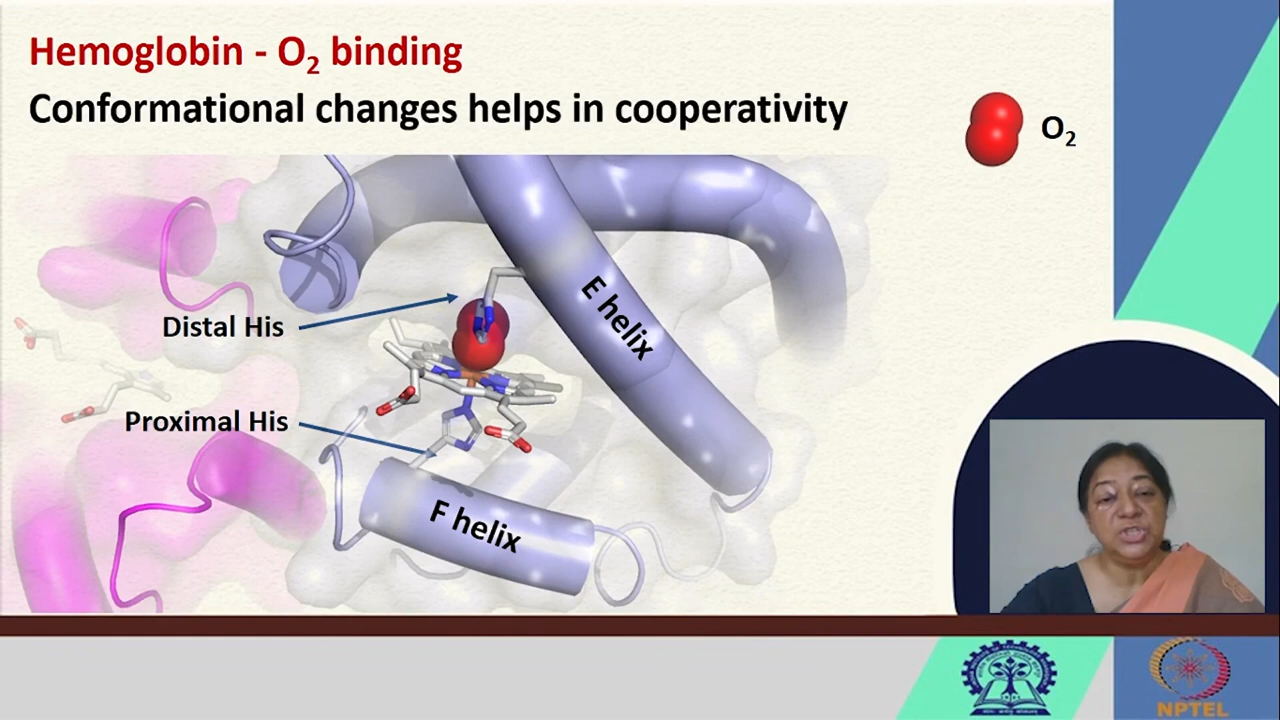 Hemoglobin - O₂ binding
Conformational changes helps in cooperativity
O₂
E helix
Distal His
Proximal His
F helix
NPTEL